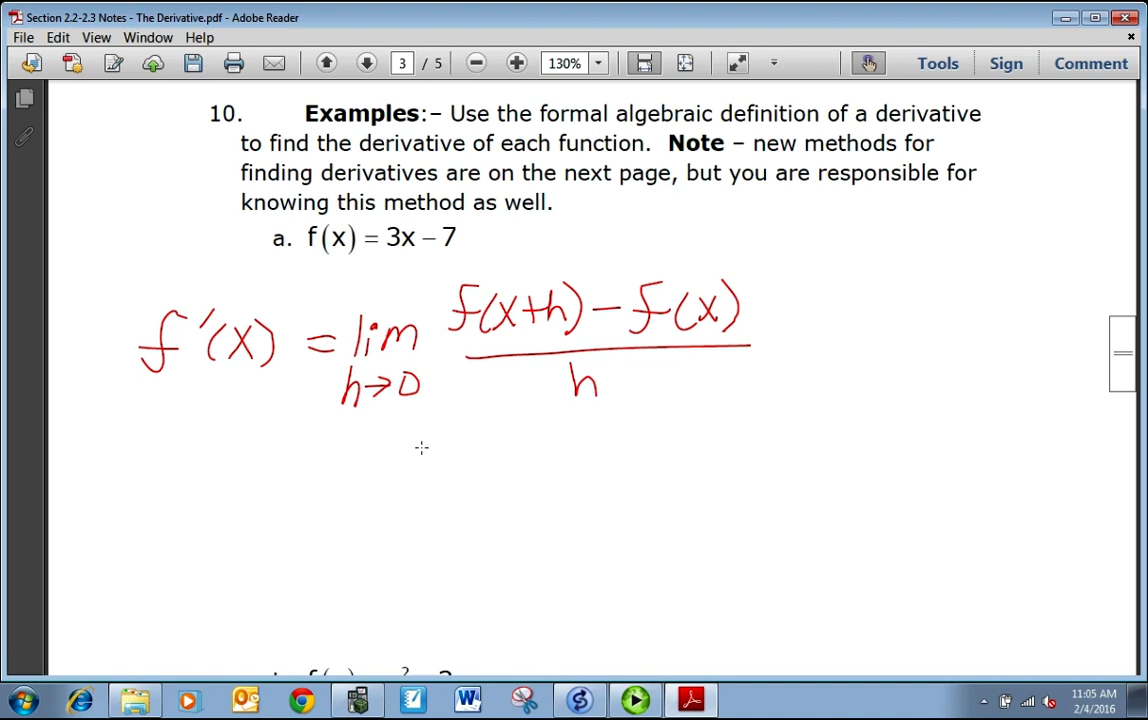 Section 2.2-2.3 Notes - The Derivative.pdf - Adobe Reader
File Edit View Window Help
3 / 5 130% Tools Sign Comment
10. Examples:– Use the formal algebraic definition of a derivative
to find the derivative of each function. Note – new methods for
finding derivatives are on the next page, but you are responsible for
knowing this method as well.
a. f(x) = 3x – 7
f'(x) = lim h→0 f(x+h) – f(x) / h
11:05 AM
2/4/2016